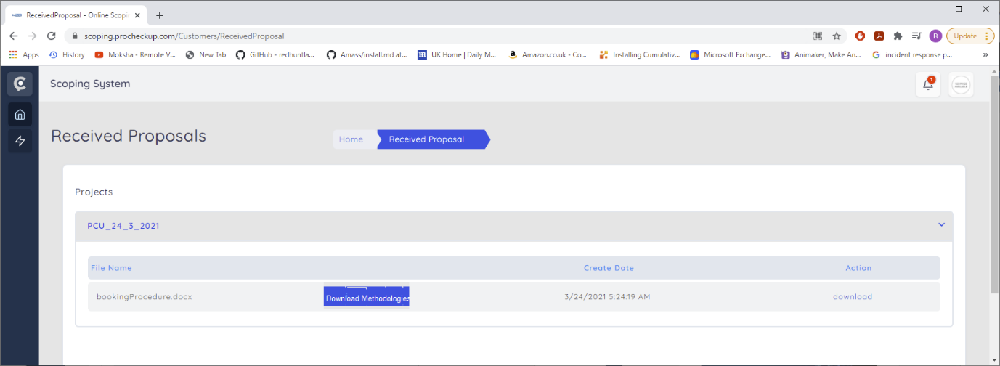 ReceivedProposal - Online Scopin
scoping.procheckup.com/Customers/ReceivedProposal
R
Update
Apps
History
Moksha - Remote V...
New Tab
GitHub - redhuntla...
Amass/install.md at...
UK Home | Daily M...
Amazon.co.uk - Co...
Installing Cumulativ...
Microsoft Exchange...
Animaker, Make An...
incident response p...
»
Scoping System
1
Received Proposals
Home
Received Proposal
Projects
PCU_24_3_2021
File Name
Create Date
Action
bookingProcedure.docx
Download Methodologies
3/24/2021 5:24:19 AM
download